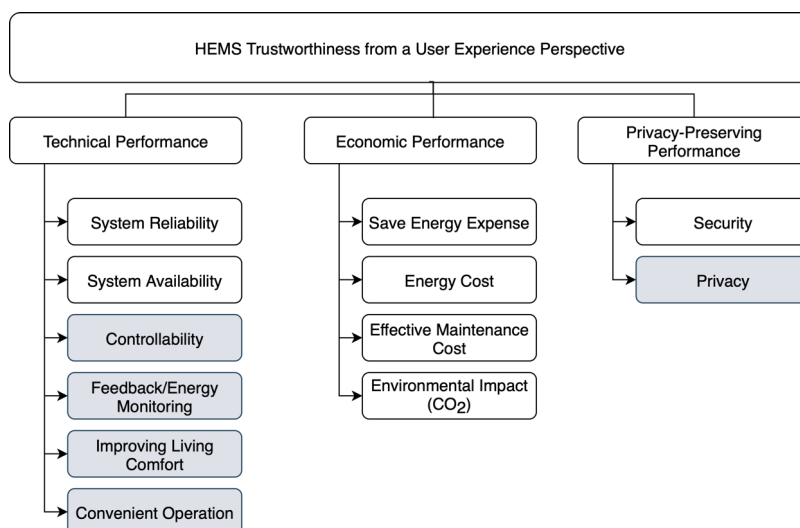 HEMS Trustworthiness from a User Experience Perspective
Technical Performance
Economic Performance
Privacy-Preserving
Performance
System Reliability
System Availability
Controllability
Feedback/Energy
Monitoring
Improving Living
Comfort
Convenient Operation
Save Energy Expense
Energy Cost
Effective Maintenance
Cost
Environmental Impact
(CO2)
Security
Privacy